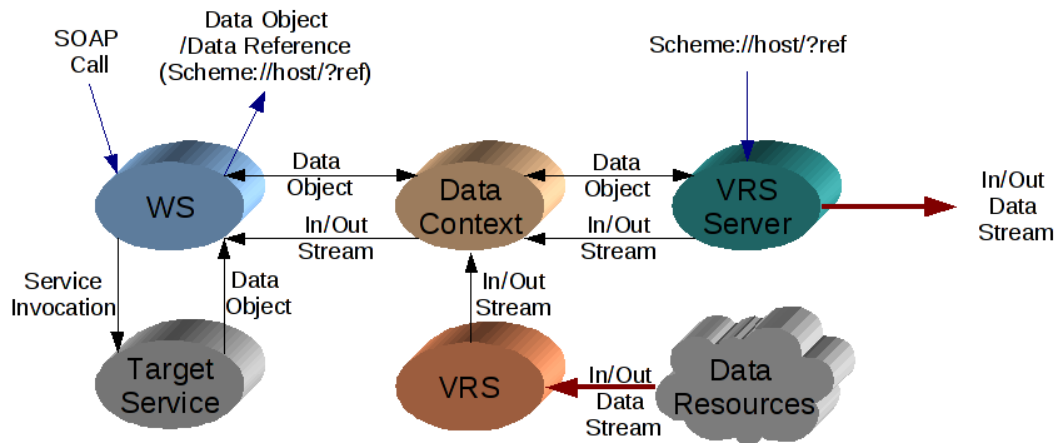 SOAP
Call
Data Object
/Data Reference
(Scheme://host/?ref)
Scheme://host/?ref
WS
Data
Object
Data
Context
Data
Object
VRS
Server
In/Out
Data
Stream
In/Out
Stream
In/Out
Stream
Service
Invocation
Data
Object
In/Out
Stream
Target
Service
VRS
In/Out
Data
Stream
Data
Resources